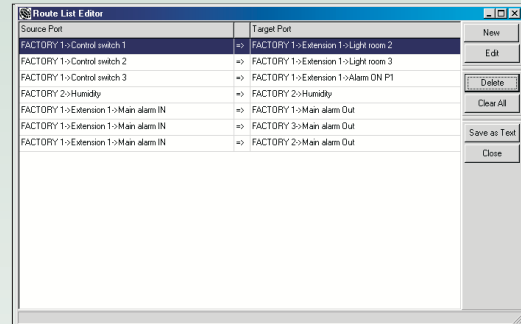 Route List Editor
Source Port Target Port
FACTORY 1->Control switch 1 => FACTORY 1->Extension 1->Light room 2
FACTORY 1->Control switch 2 => FACTORY 1->Extension 1->Light room 3
FACTORY 1->Control switch 3 => FACTORY 1->Extension 1->Alarm ON P1
FACTORY 2->Humidity => FACTORY 2->Humidity
FACTORY 1->Extension 1->Main alarm IN => FACTORY 1->Main alarm Out
FACTORY 1->Extension 1->Main alarm IN => FACTORY 3->Main alarm Out
FACTORY 1->Extension 1->Main alarm IN => FACTORY 2->Main alarm Out
New
Edit
Delete
Clear All
Save as Text
Close